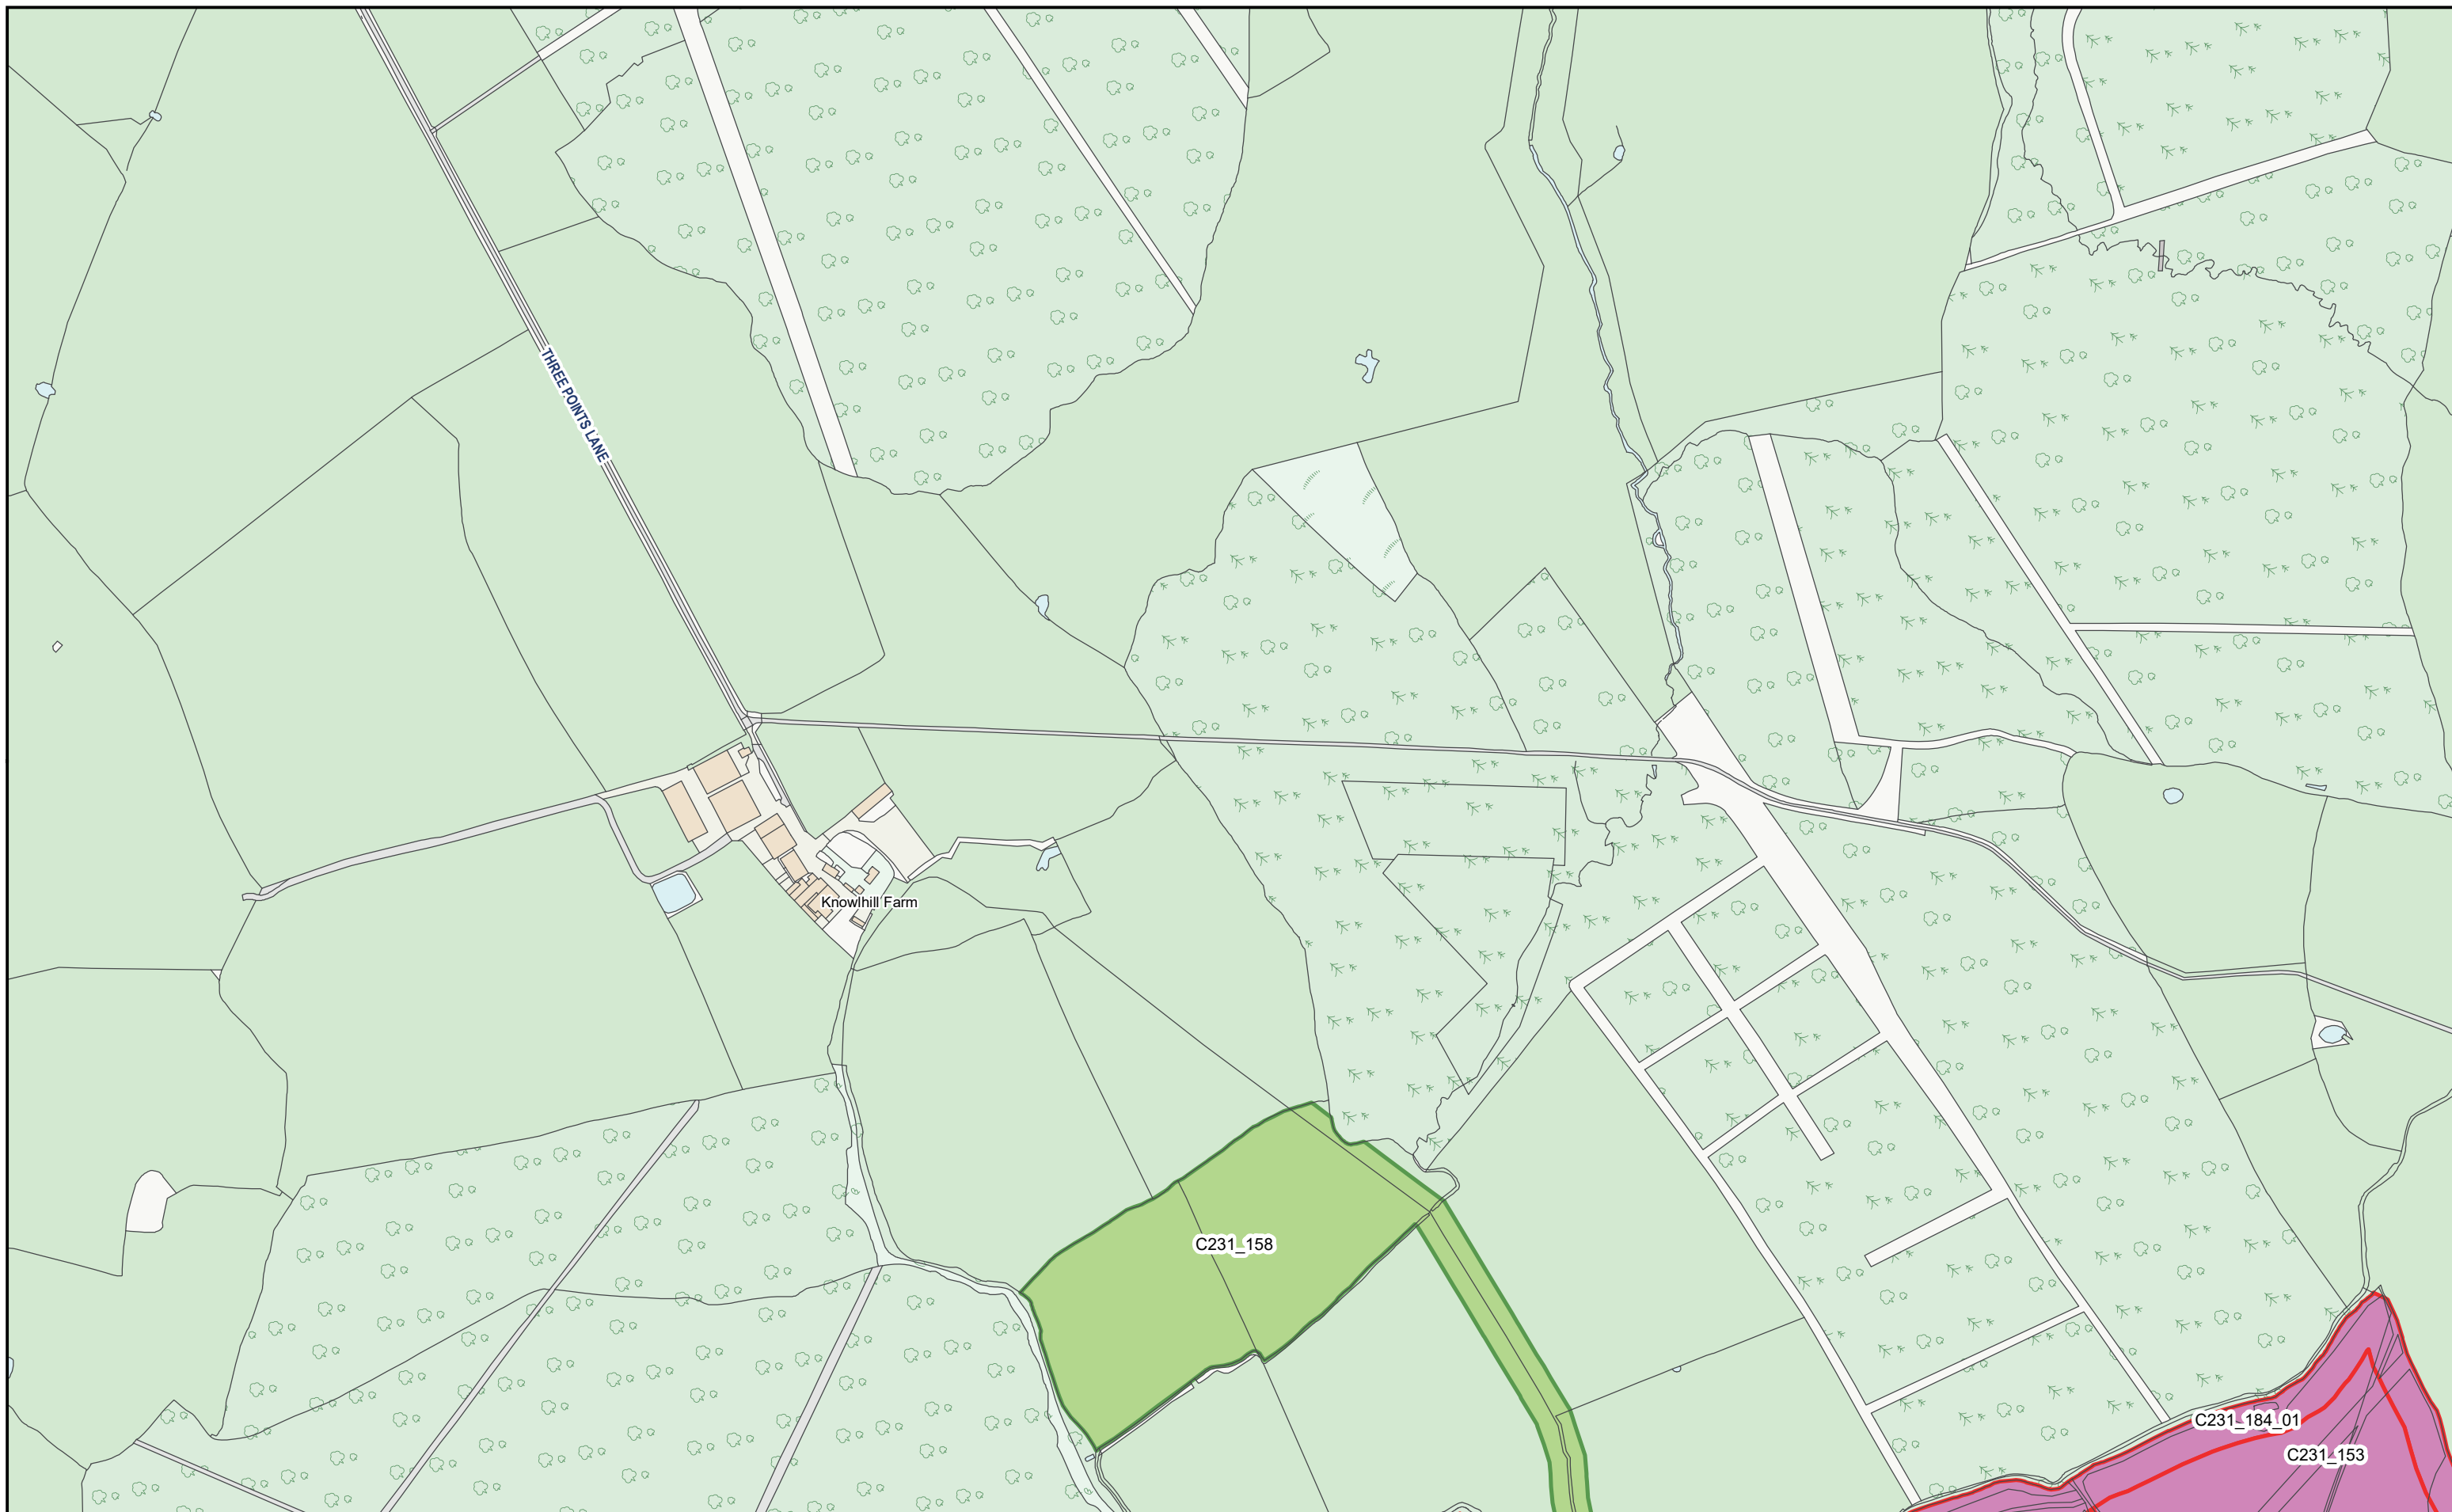 THREE POINTS LANE
Knowlhill Farm
C231_158
C231_184_01
C231_153